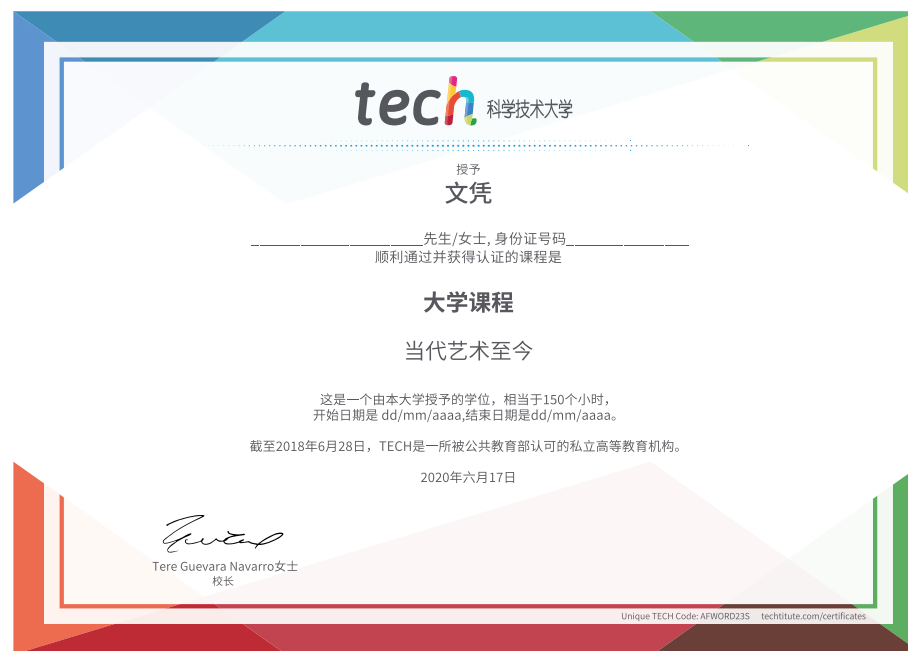 tech 科学技术大学
授予
文凭
______________________先生/女士, 身份证号码________________
顺利通过并获得认证的课程是
大学课程
当代艺术至今
这是一个由本大学授予的学位，相当于150个小时，
开始日期是 dd/mm/aaaa,结束日期是dd/mm/aaaa。
截至2018年6月28日，TECH是一所被公共教育部认可的私立高等教育机构。
2020年六月17日
Tere Guevara Navarro女士
校长
Unique TECH Code: AFWORD23S techtitute.com/certificates